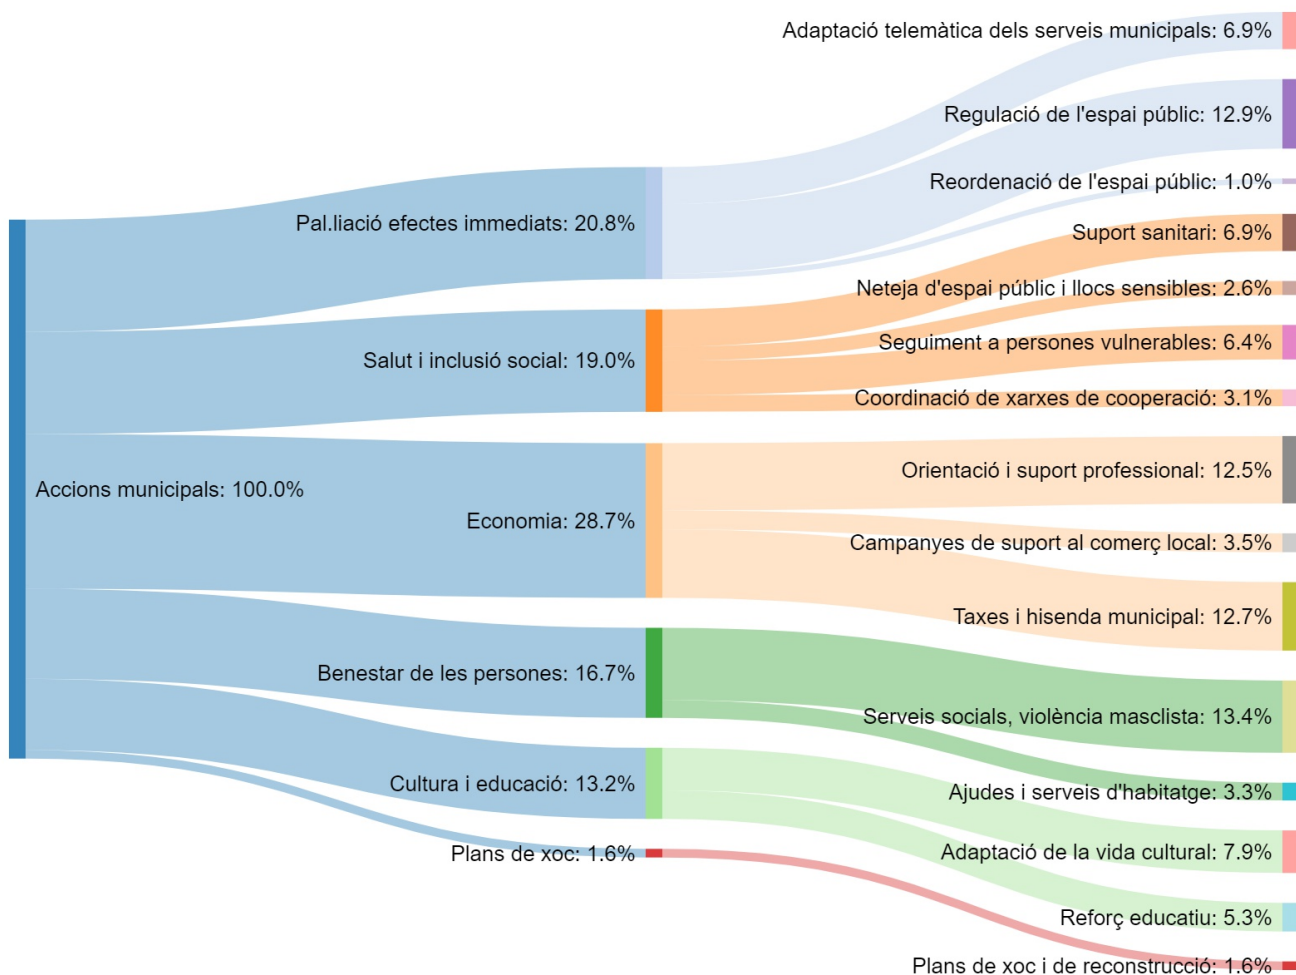 Adaptació telemàtica dels serveis municipals: 6.9%
Regulació de l'espai públic: 12.9%
Reordenació de l'espai públic: 1.0%
Pal.liació efectes immediats: 20.8%
Suport sanitari: 6.9%
Neteja d'espai públic i llocs sensibles: 2.6%
Salut i inclusió social: 19.0%
Seguiment a persones vulnerables: 6.4%
Coordinació de xarxes de cooperació: 3.1%
Orientació i suport professional: 12.5%
Accions municipals: 100.0%
Economia: 28.7%
Campanyes de suport al comerç local: 3.5%
Taxes i hisenda municipal: 12.7%
Benestar de les persones: 16.7%
Serveis socials, violència masclista: 13.4%
Cultura i educació: 13.2%
Ajudes i serveis d'habitatge: 3.3%
Plans de xoc: 1.6%
Adaptació de la vida cultural: 7.9%
Reforç educatiu: 5.3%
Plans de xoc i de reconstrucció: 1.6%